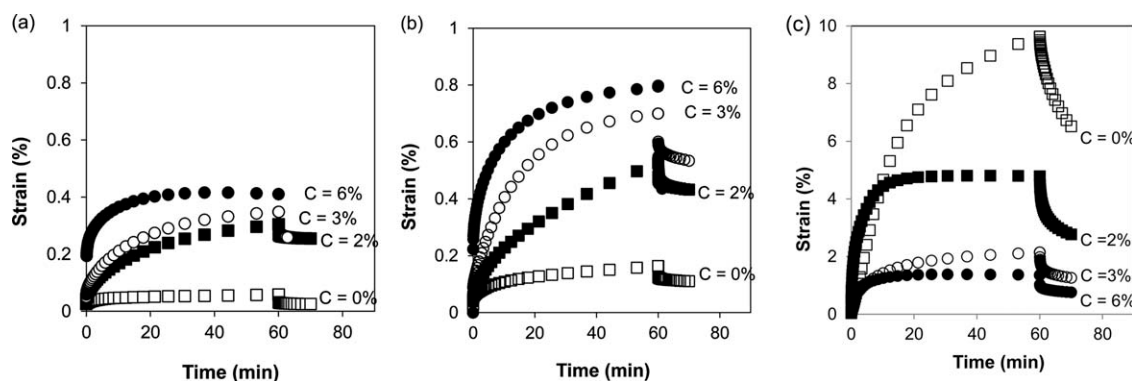 (a)
1
0.8
0.6
0.4
0.2
0
Strain (%)
C = 6%
C = 3%
C = 2%
C = 0%
0 20 40 60 80
Time (min)
(b)
1
0.8
0.6
0.4
0.2
0
Strain (%)
C = 6%
C = 3%
C = 2%
C = 0%
0 20 40 60 80
Time (min)
(c)
10
8
6
4
2
0
Strain (%)
C = 0%
C =2%
C = 3%
C = 6%
0 20 40 60 80
Time (min)